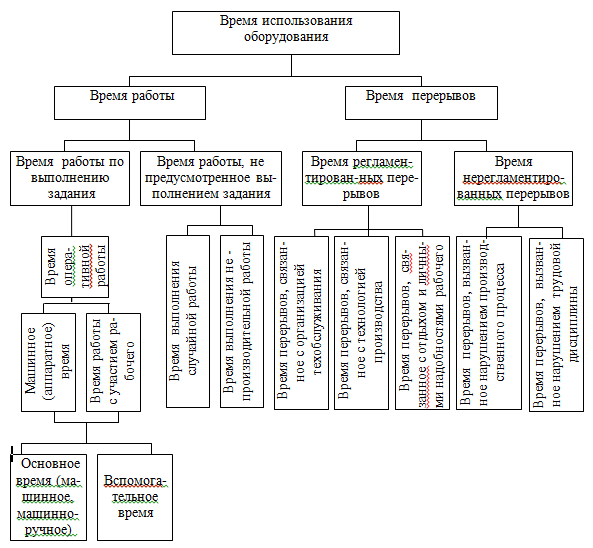 Время использования
оборудования
Время работы
Время перерывов
Время работы по
выполнению
задания
Время работы, не
предусмотренное вы-
полнением задания
Время регламен-
тирован-ных пере-
рывов
Время
нерегламентиро-
ванных перерывов
Время
опера-
тивной
работы
Время выполнения
случайной работы
Время выполнения не -
производительной работы
Время перерывов, связан-
ное с организацией
техобслуживания
Время перерывов, связан-
ное с технологией
производства
Время перерывов, свя-
занное с отдыхом и личны-
ми надобностями рабочего
Время перерывов, вызван-
ное нарушением производ-
ственного процесса
Время перерывов, вызван-
ное нарушением трудовой
дисциплины
Машинное
(аппаратное)
время
Время работы
с участием ра-
бочего
Основное
время (ма-
шинное,
машинно-
ручное)
Вспомога-
тельное
время